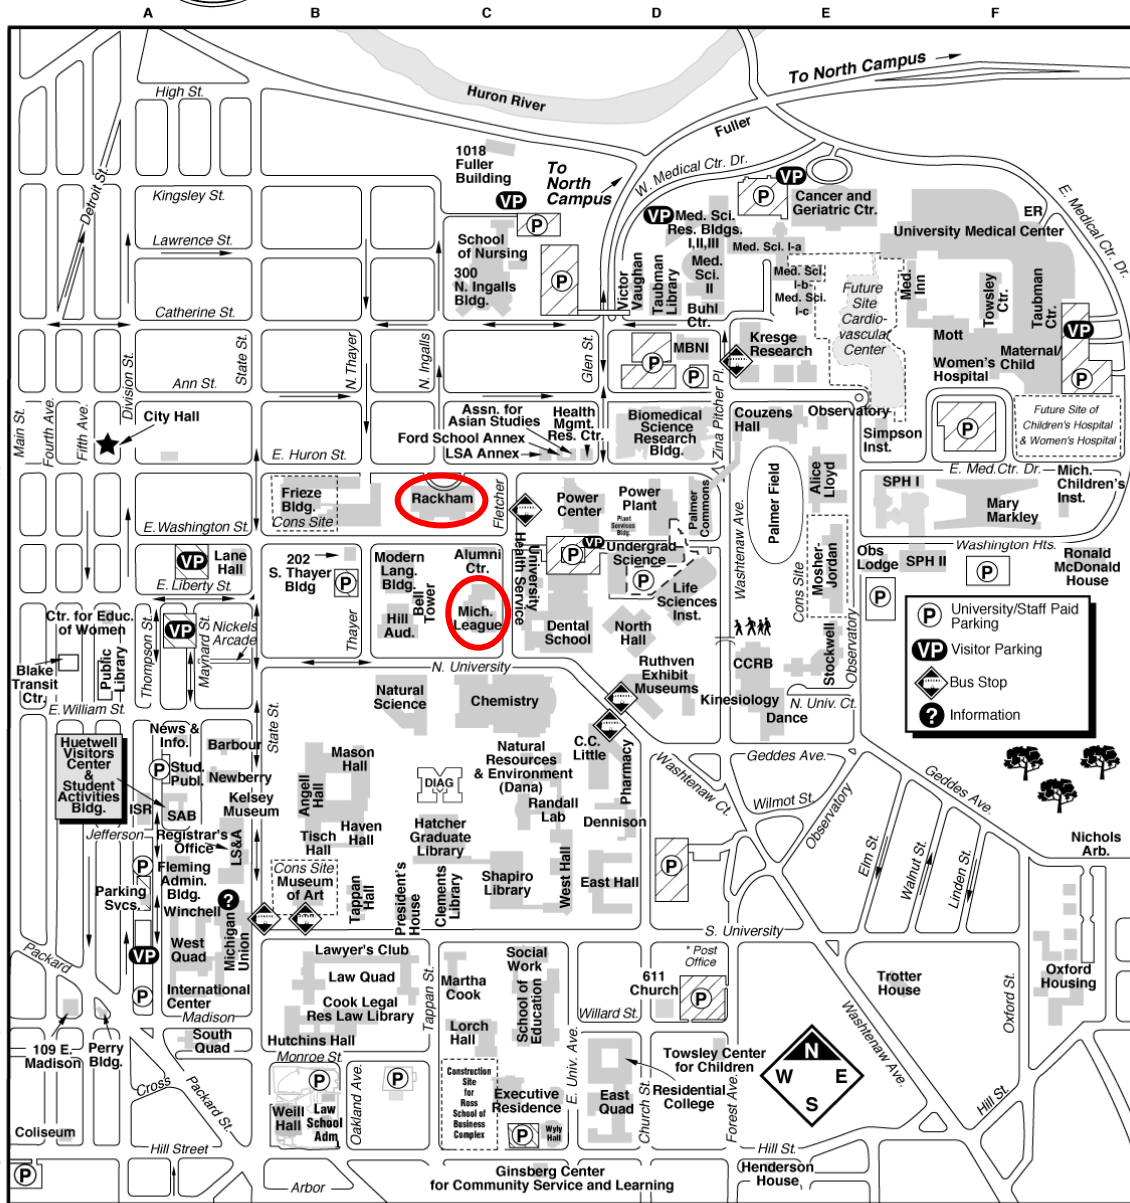 A B C D E F
To North Campus
Huron River
High St.
Fuller
1018
Fuller
Building
To
North
Campus
W. Medical Ctr. Dr.
VP
P
VP
Kingsley St.
Detroit St.
Cancer and
Geriatric Ctr.
E. Medical Ctr. Dr.
VP
P
VP
Med. Sci.
Res. Bldgs.
I,II,III
ER
University Medical Center
Lawrence St.
School
of Nursing
300
N. Ingalls
Bldg.
P
Victor
Vaughan
Taubman
Library
Med.
Sci.
II
Med. Sci. I-a
Med. Sci.
I-b
Med. Sci.
I-c
Future
Site
Cardio-
vascular
Center
Med.
Inn
Towsley
Ctr.
Taubman
Ctr.
Catherine St.
Buhl
Ctr.
VP
State St.
N. Thayer
N. Ingalls
Glen St.
P
MBNI
P
Kresge
Research
Mott
Women's
Hospital
Maternal/
Child
P
Ann St.
Division St.
Main St.
Fourth Ave.
Fifth Ave.
City Hall
Assn. for
Asian Studies
Ford School Annex
LSA Annex
Health
Mgmt.
Res. Ctr.
Biomedical
Science
Research
Bldg.
Zina Pitcher Pl.
Couzens
Hall
Observatory
Simpson
Inst.
P
Future Site of
Children's Hospital
& Women's Hospital
E. Huron St.
E. Med.Ctr. Dr.
Mich.
Children's
Inst.
Frieze
Bldg.
Cons Site
Rackham
Fletcher
Power
Center
Power
Plant
Plant
Services
Bldg.
Palmer
Commons
Washtenaw Ave.
Palmer Field
Alice
Lloyd
SPH I
Mary
Markley
E. Washington St.
Washington Hts.
VP
Lane
Hall
202
S. Thayer
Bldg
P
Modern
Lang.
Bldg.
Alumni
Ctr.
University
Health Service
P
VP
Undergrad
Science
P
Life
Sciences
Inst.
Cons Site
Mosher-
Jordan
Obs
Lodge
SPH II
P
P
Ronald
McDonald
House
E. Liberty St.
Ctr. for Educ.
of Women
Thompson St.
VP
Maynard St.
Nickels
Arcade
Thayer
Hill
Aud.
Bell
Tower
Mich.
League
Dental
School
North
Hall
P University/Staff Paid
Parking
VP Visitor Parking
Bus Stop
? Information
Blake
Transit
Ctr.
Public
Library
N. University
Ruthven
Exhibit
Museums
CCRB
Stockwell
Observatory
E.William St.
Natural
Science
Chemistry
Kinesiology
Dance
N. Univ. Ct.
Huetwell
Visitors
Center
&
Student
Activities
Bldg.
News &
Info.
P
Stud.
Publ.
Barbour
Newberry
State St.
Mason
Hall
Angell
Hall
DIAG
Natural
Resources
& Environment
(Dana)
C.C.
Little
Pharmacy
Geddes Ave.
Washtenaw Ct.
Wilmot St.
Geddes Ave.
ISR
SAB
Kelsey
Museum
Randall
Lab
Dennison
Observatory
Elm St.
Walnut St.
Linden St.
Nichols
Arb.
Jefferson
Registrar's
Office
LS&A
Tisch
Hall
Haven
Hall
Hatcher
Graduate
Library
P
P
Fleming
Admin.
Bldg.
Cons Site
Museum
of Art
Tappan
Hall
President's
House
Clements
Library
Shapiro
Library
West Hall
East Hall
Parking
Svcs.
Winchell
?
Michigan
Union
S. University
Packard
VP
West
Quad
Lawyer's Club
Law Quad
Cook Legal
Res Law Library
Hutchins Hall
Tappan St.
Martha
Cook
Social
Work
School of
Education
* Post
Office
611
Church
P
Trotter
House
Oxford St.
Oxford
Housing
P
International
Center
Madison
Lorch
Hall
Willard St.
Washtenaw Ave.
109 E.
Madison
Perry
Bldg.
South
Quad
Monroe St.
E. Univ. Ave.
Towsley Center
for Children
Residential
College
N
W E
S
Cross
Packard St.
P
Oakland Ave.
P
Construction
Site
for
Ross
School of
Business
Complex
Executive
Residence
East
Quad
Church St.
Forest Ave.
Hill St.
Weill
Hall
Law
School
Adm
P
Wyly
Hall
Coliseum
Hill Street
Hill St.
P
Arbor
Ginsberg Center
for Community Service and Learning
Henderson
House